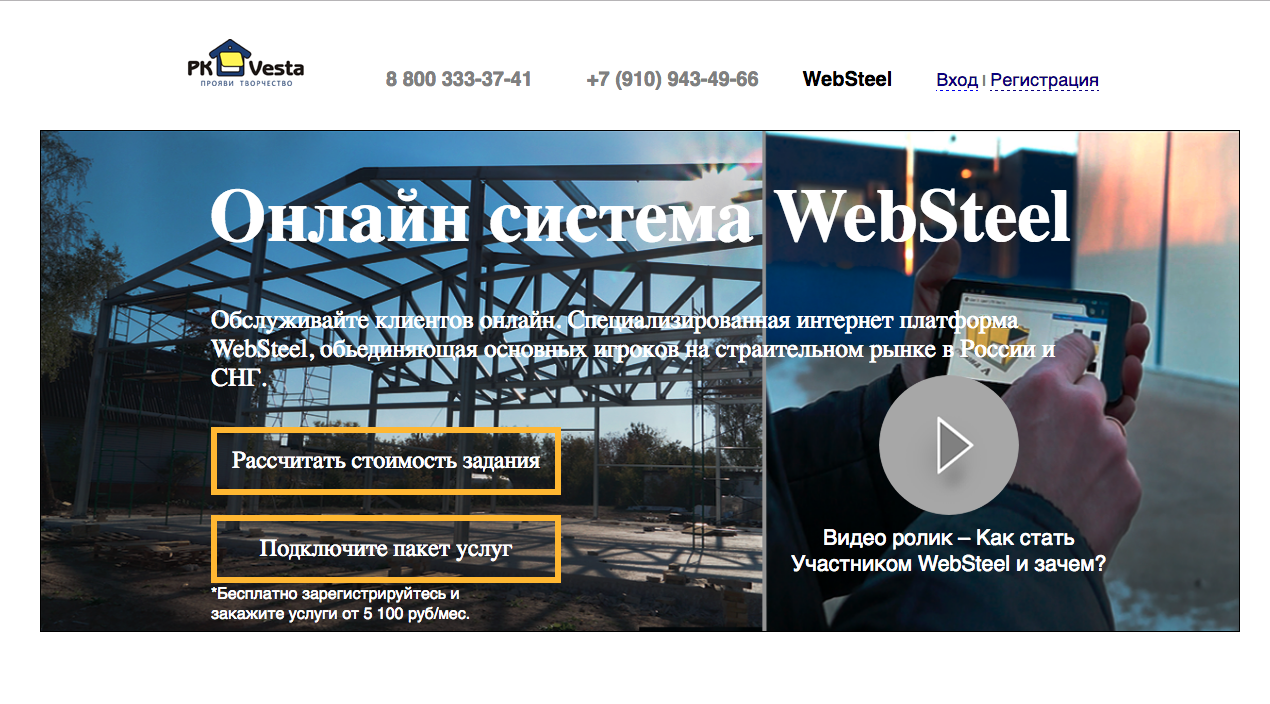 РК Vesta
ПРОЯВИ ТВОРЧЕСТВО
8 800 333-37-41
+7 (910) 943-49-66
WebSteel
Вход | Регистрация
Онлайн система WebSteel
Обслуживайте клиентов онлайн. Специализированная интернет платформа
WebSteel, обьединяющая основных игроков на страительном рынке в России и
СНГ.
Рассчитать стоимость задания
Подключите пакет услуг
*Бесплатно зарегистрируйтесь и
закажите услуги от 5 100 руб/мес.
Видео ролик – Как стать
Участником WebSteel и зачем?